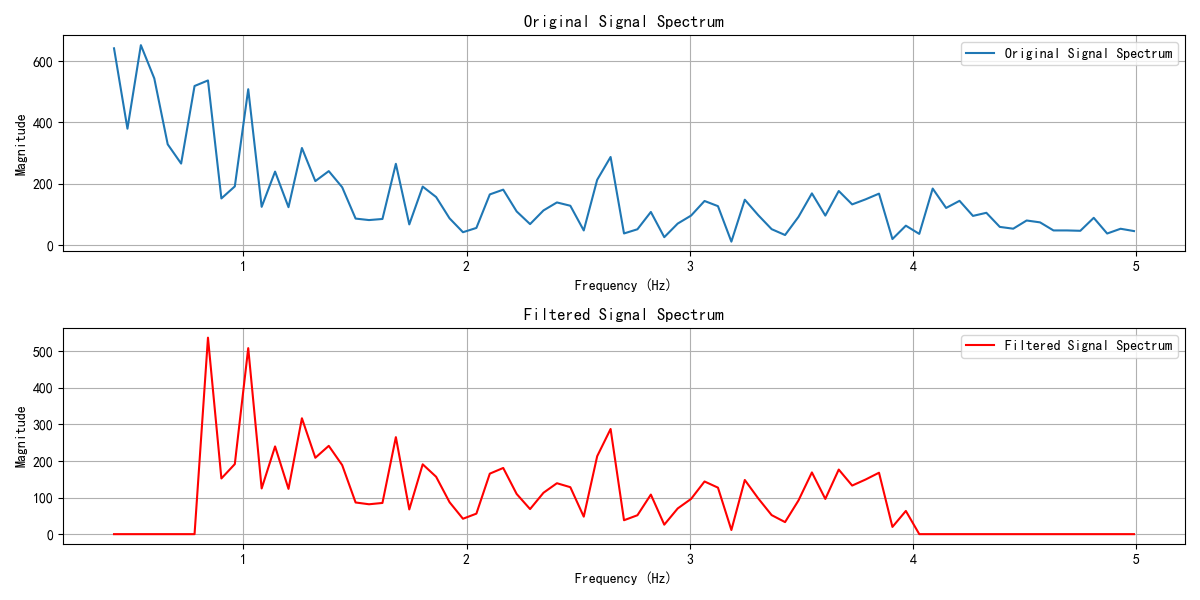 Original Signal Spectrum
Original Signal Spectrum
Magnitude
600
400
200
0
1 2 3 4 5
Frequency (Hz)
Filtered Signal Spectrum
Filtered Signal Spectrum
Magnitude
500
400
300
200
100
0
1 2 3 4 5
Frequency (Hz)